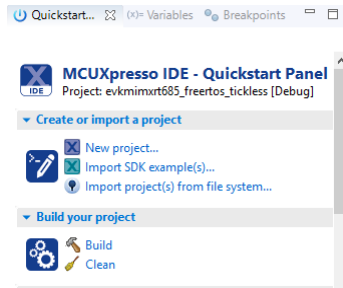 Quickstart... (x)= Variables Breakpoints
IDE
MCUXpresso IDE - Quickstart Panel
Project: evkmimxrt685_freertos_tickless [Debug]
Create or import a project
New project...
Import SDK example(s)...
Import project(s) from file system...
Build your project
Build
Clean